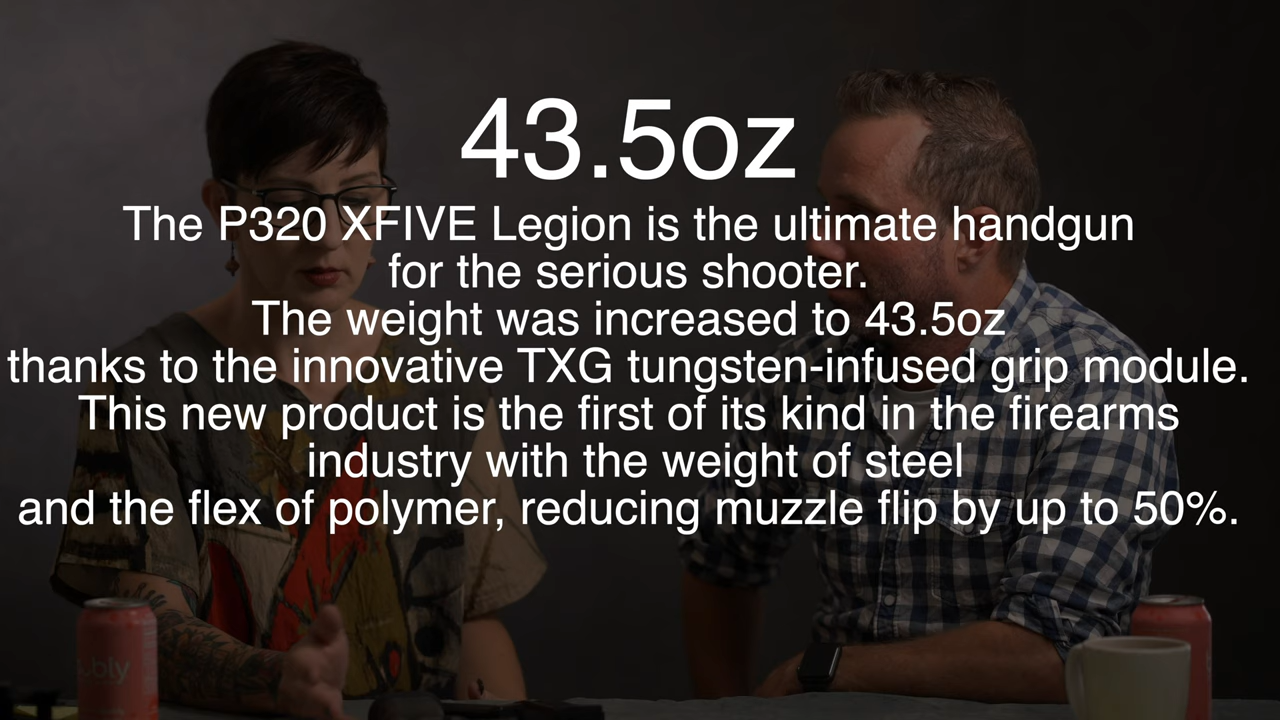 43.5oz
The P320 XFIVE Legion is the ultimate handgun
for the serious shooter.
The weight was increased to 43.5oz
thanks to the innovative TXG tungsten-infused grip module.
This new product is the first of its kind in the firearms
industry with the weight of steel
and the flex of polymer, reducing muzzle flip by up to 50%.
ubly